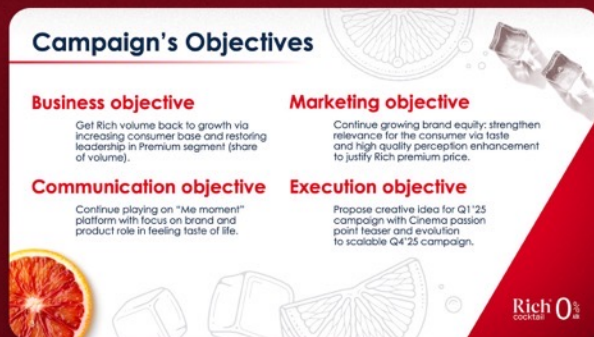 Campaign's Objectives
Business objective
Get Rich volume back to growth via
increasing consumer base and restoring
leadership in Premium segment (share
of volume).
Marketing objective
Continue growing brand equity: strengthen
relevance for the consumer via taste
and high quality perception enhancement
to justify Rich premium price.
Communication objective
Continue playing on "Me moment"
platform with focus on brand and
product role in feeling taste of life.
Execution objective
Propose creative idea for Q1'25
campaign with Cinema passion
point teaser and evolution
to scalable Q4'25 campaign.
Rich 0
cocktail